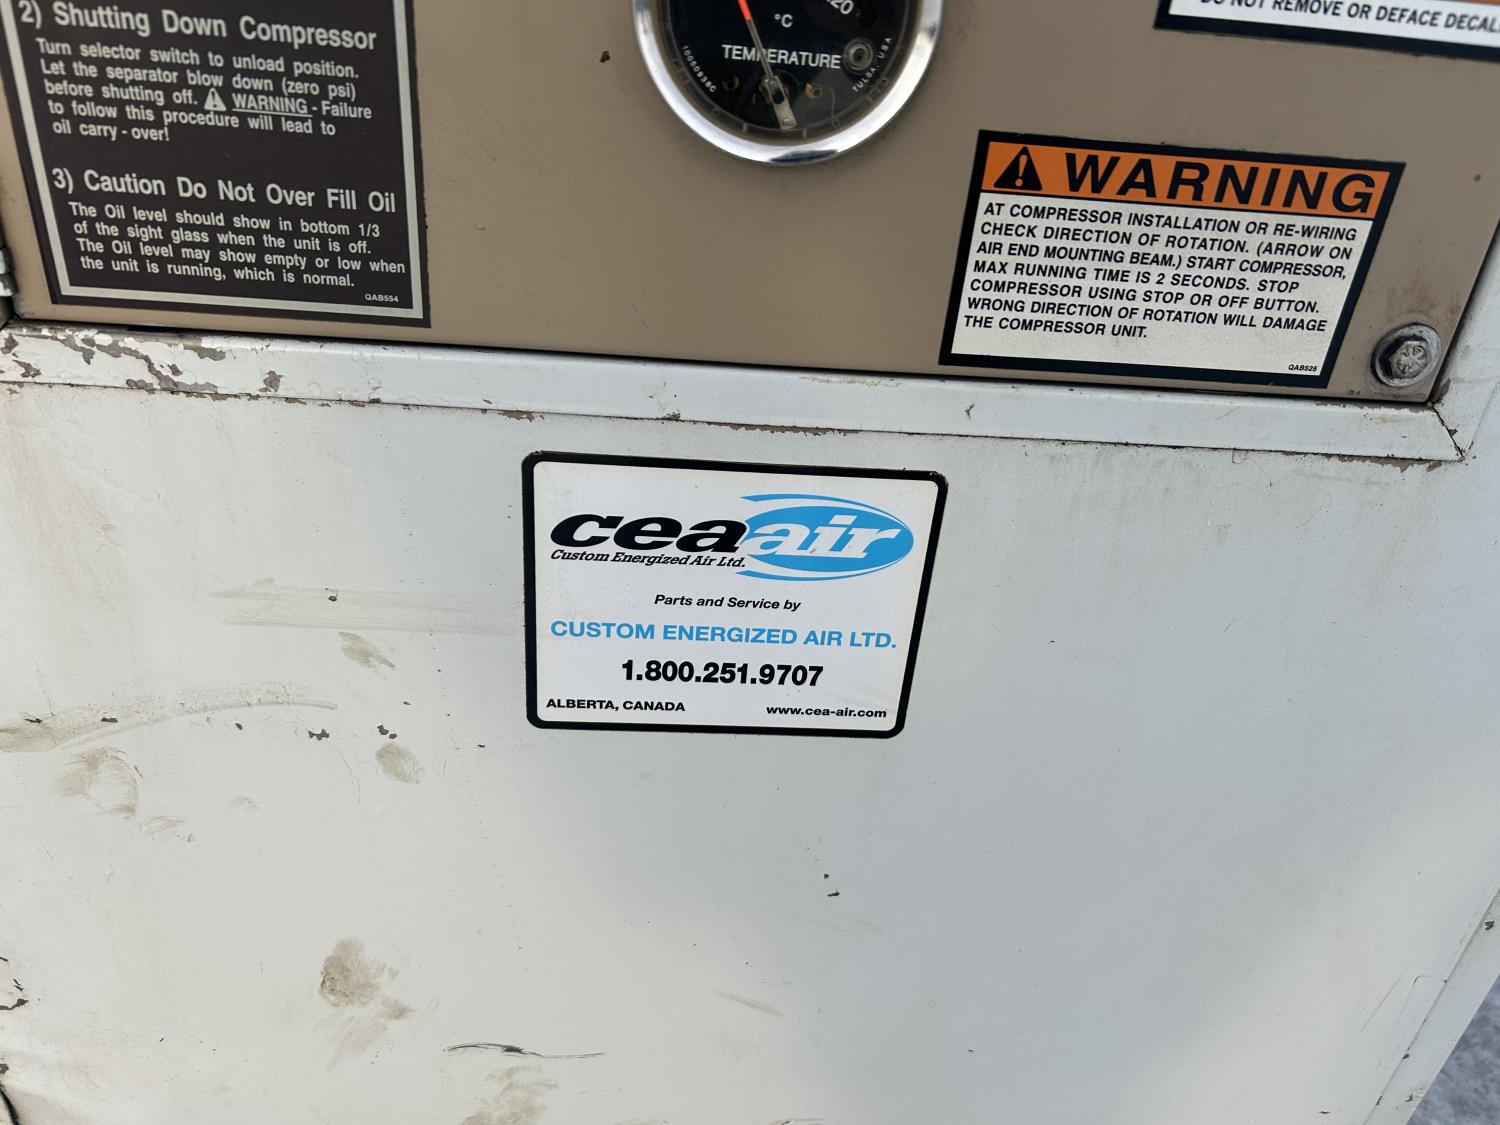 2) Shutting Down Compressor
Turn selector switch to unload position.
Let the separator blow down (zero psi)
before shutting off. WARNING - Failure
to follow this procedure will lead to
oil carry - over!
3) Caution Do Not Over Fill Oil
The Oil level should show in bottom 1/3
of the sight glass when the unit is off.
The Oil level may show empty or low when
the unit is running, which is normal.
QAB554
20
°C
TEMPERATURE
10050938C
TULSA, USA
DO NOT REMOVE OR DEFACE DECAL
WARNING
AT COMPRESSOR INSTALLATION OR RE-WIRING
CHECK DIRECTION OF ROTATION. (ARROW ON
AIR END MOUNTING BEAM.) START COMPRESSOR,
MAX RUNNING TIME IS 2 SECONDS. STOP
COMPRESSOR USING STOP OR OFF BUTTON.
WRONG DIRECTION OF ROTATION WILL DAMAGE
THE COMPRESSOR UNIT.
QAB525
ceaair
Custom Energized Air Ltd.
Parts and Service by
CUSTOM ENERGIZED AIR LTD.
1.800.251.9707
ALBERTA, CANADA www.cea-air.com